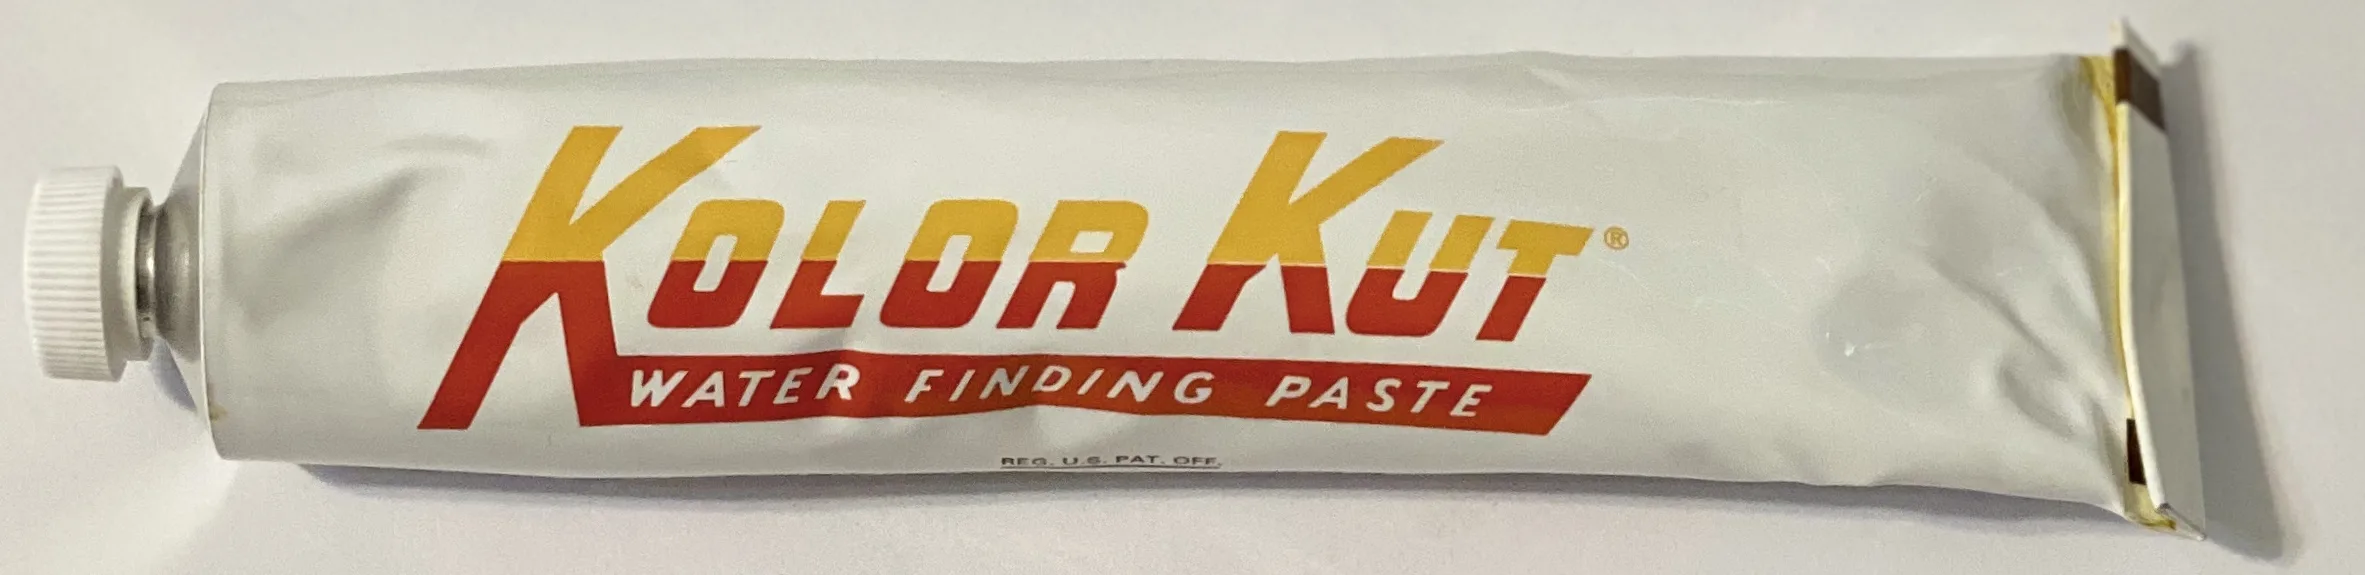 KOLOR KUT®
WATER FINDING PASTE
REG. U.S. PAT. OFF.